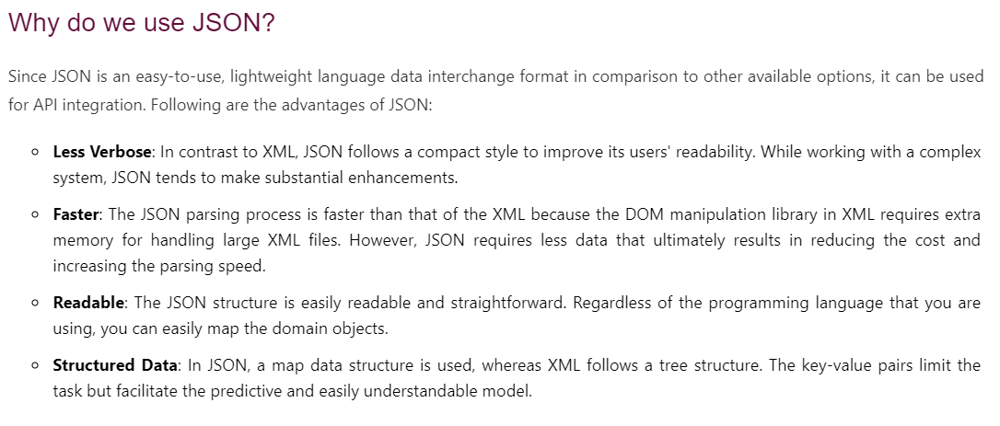 Why do we use JSON?
Since JSON is an easy-to-use, lightweight language data interchange format in comparison to other available options, it can be used
for API integration. Following are the advantages of JSON:
Less Verbose: In contrast to XML, JSON follows a compact style to improve its users' readability. While working with a complex
system, JSON tends to make substantial enhancements.
Faster: The JSON parsing process is faster than that of the XML because the DOM manipulation library in XML requires extra
memory for handling large XML files. However, JSON requires less data that ultimately results in reducing the cost and
increasing the parsing speed.
Readable: The JSON structure is easily readable and straightforward. Regardless of the programming language that you are
using, you can easily map the domain objects.
Structured Data: In JSON, a map data structure is used, whereas XML follows a tree structure. The key-value pairs limit the
task but facilitate the predictive and easily understandable model.